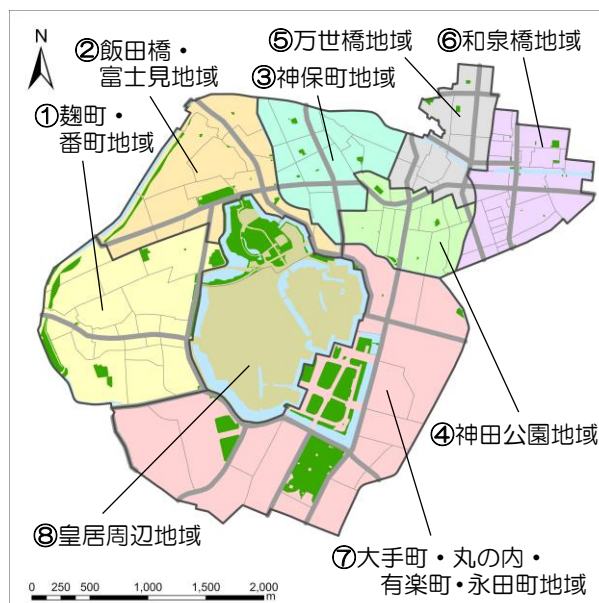 N
②飯田橋・
富士見地域
⑤万世橋地域
⑥和泉橋地域
③神保町地域
①麹町・
番町地域
④神田公園地域
⑧皇居周辺地域
⑦大手町・丸の内・
有楽町・永田町地域
0 250 500 1,000 1,500 2,000
m